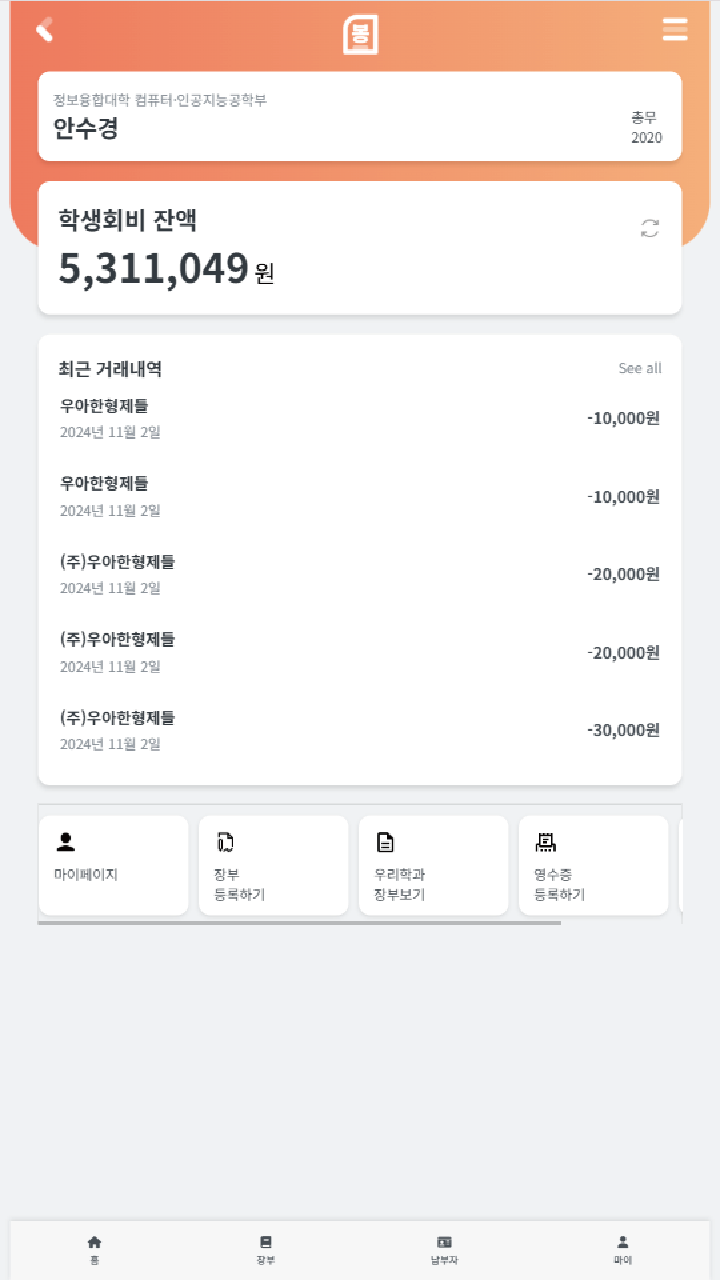 봉
정보융합대학 컴퓨터·인공지능공학부
안수경
총무
2020
학생회비 잔액
5,311,049 원
최근 거래내역
See all
우아한형제들
-10,000원
2024년 11월 2일
우아한형제들
-10,000원
2024년 11월 2일
(주)우아한형제들
-20,000원
2024년 11월 2일
(주)우아한형제들
-20,000원
2024년 11월 2일
(주)우아한형제들
-30,000원
2024년 11월 2일
마이페이지
장부
등록하기
우리학과
장부보기
영수증
등록하기
홈
장부
납부자
마이